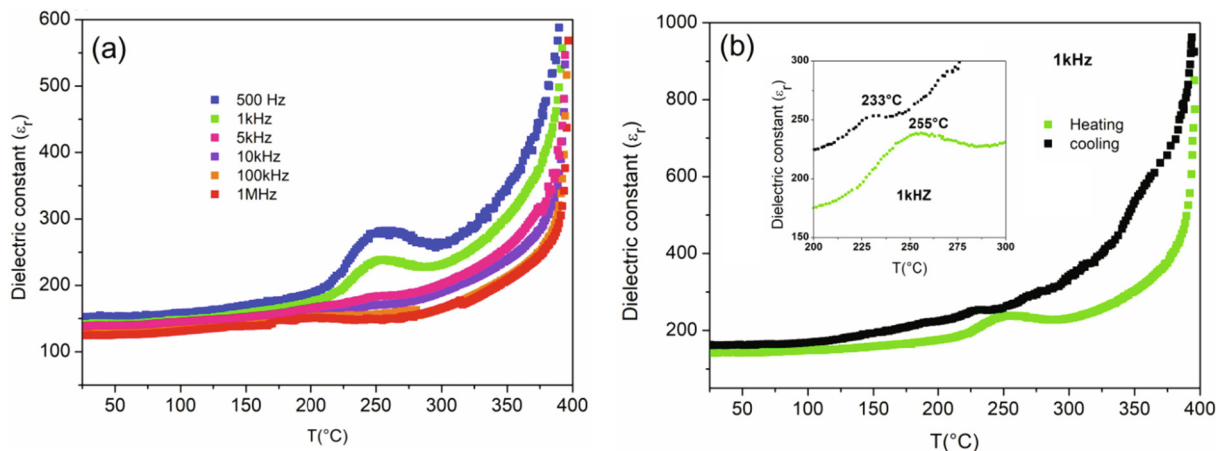 (a)
600
500
400
300
200
100
Dielectric constant (εr)
500 Hz
1kHz
5kHz
10kHz
100kHz
1MHz
50 100 150 200 250 300 350 400
T(°C)
(b)
1000
800
600
400
200
Dielectric constant (εr)
1kHz
Heating
cooling
300
250
200
150
Dielectric constant (εr)
233°C
255°C
1kHZ
200 225 250 275 300
T(°C)
50 100 150 200 250 300 350 400
T(°C)